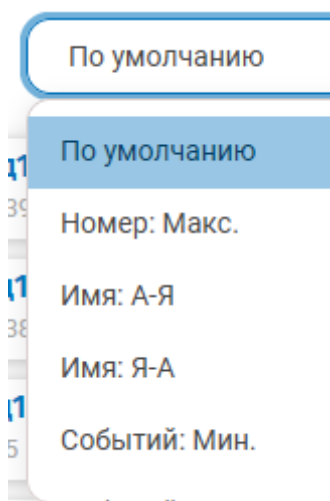 По умолчанию
По умолчанию
Номер: Макс.
Имя: А-Я
Имя: Я-А
Событий: Мин.